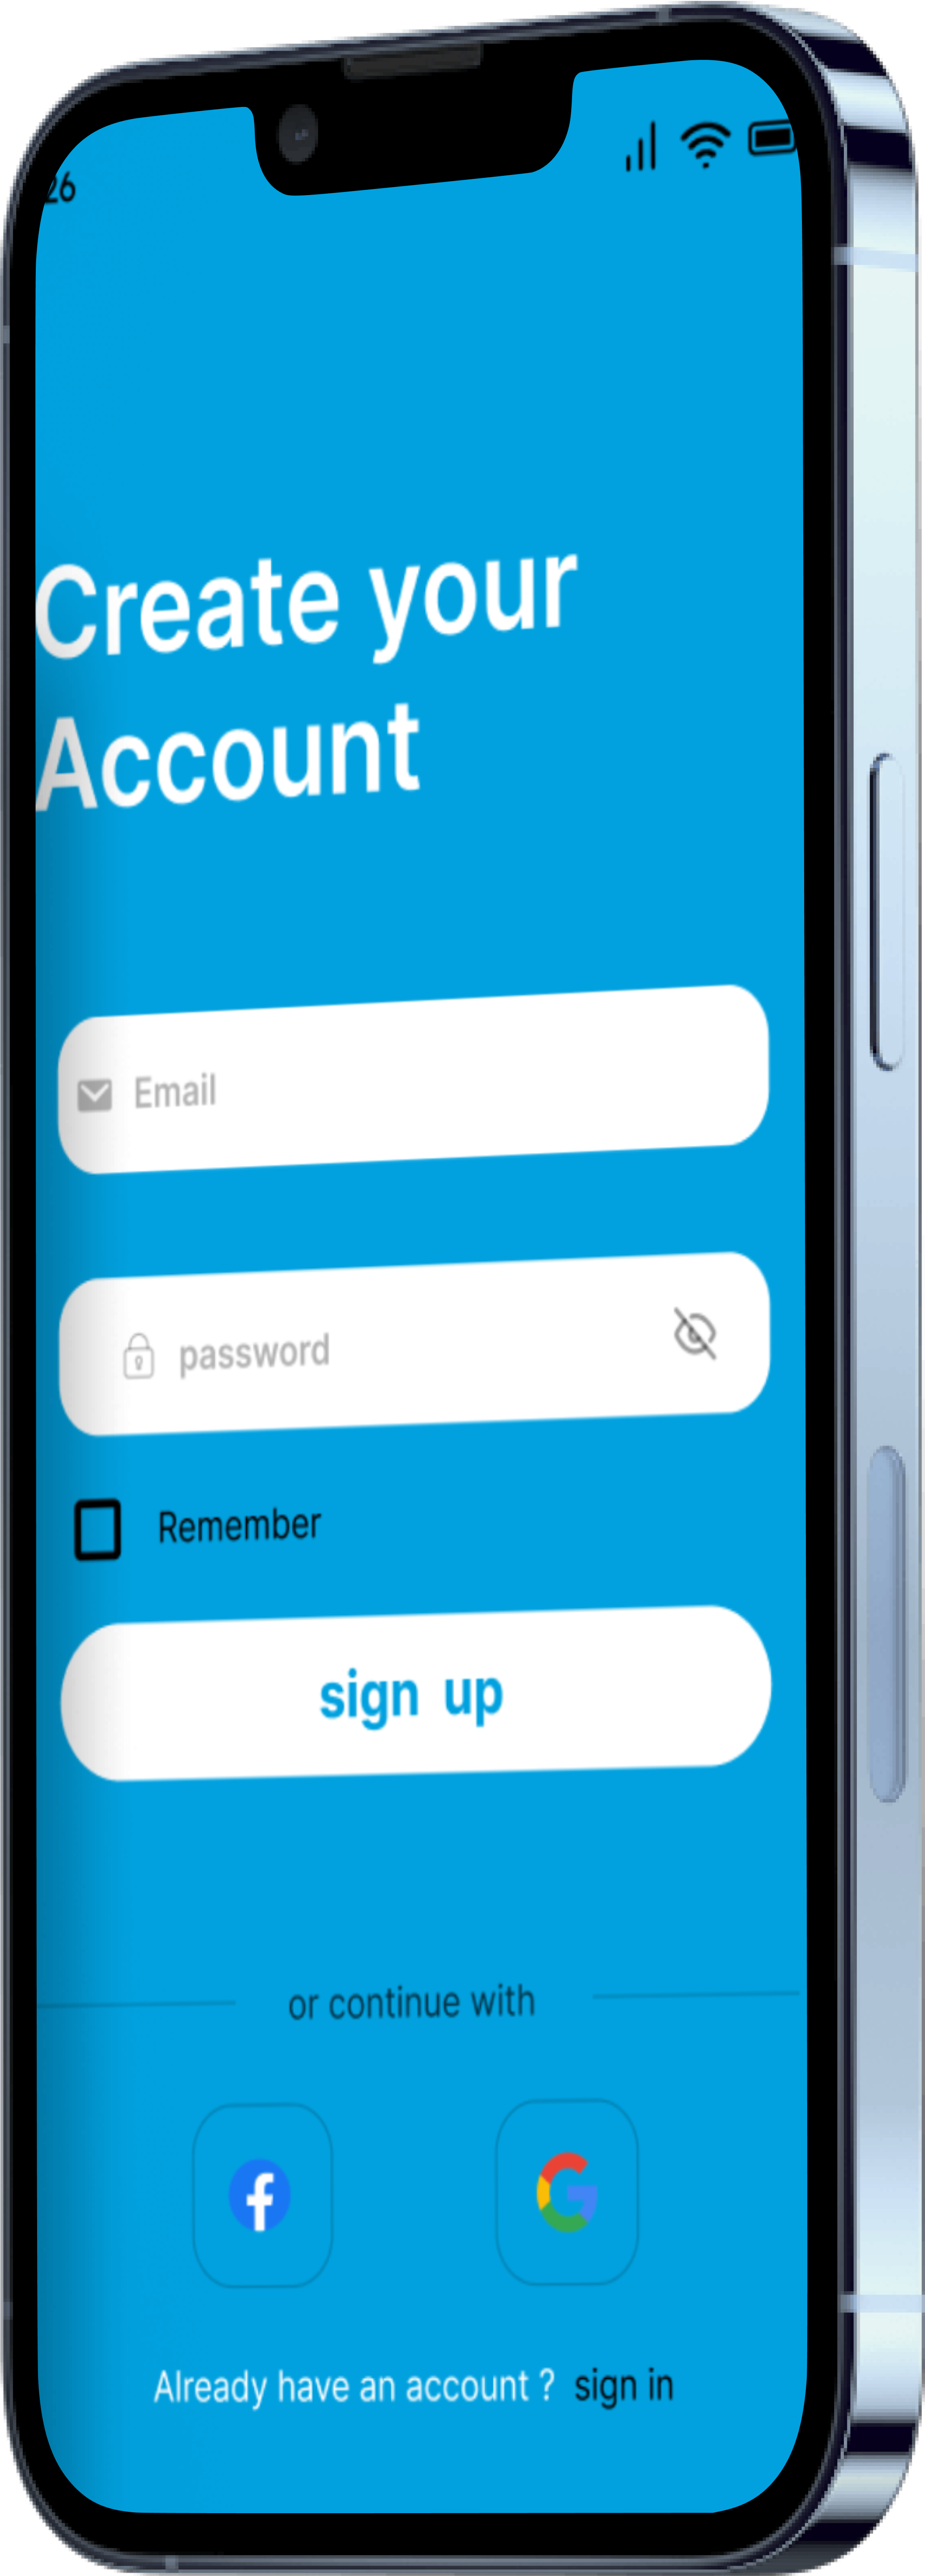 26
Create your
Account
Email
password
Remember
sign up
or continue with
Already have an account ? sign in